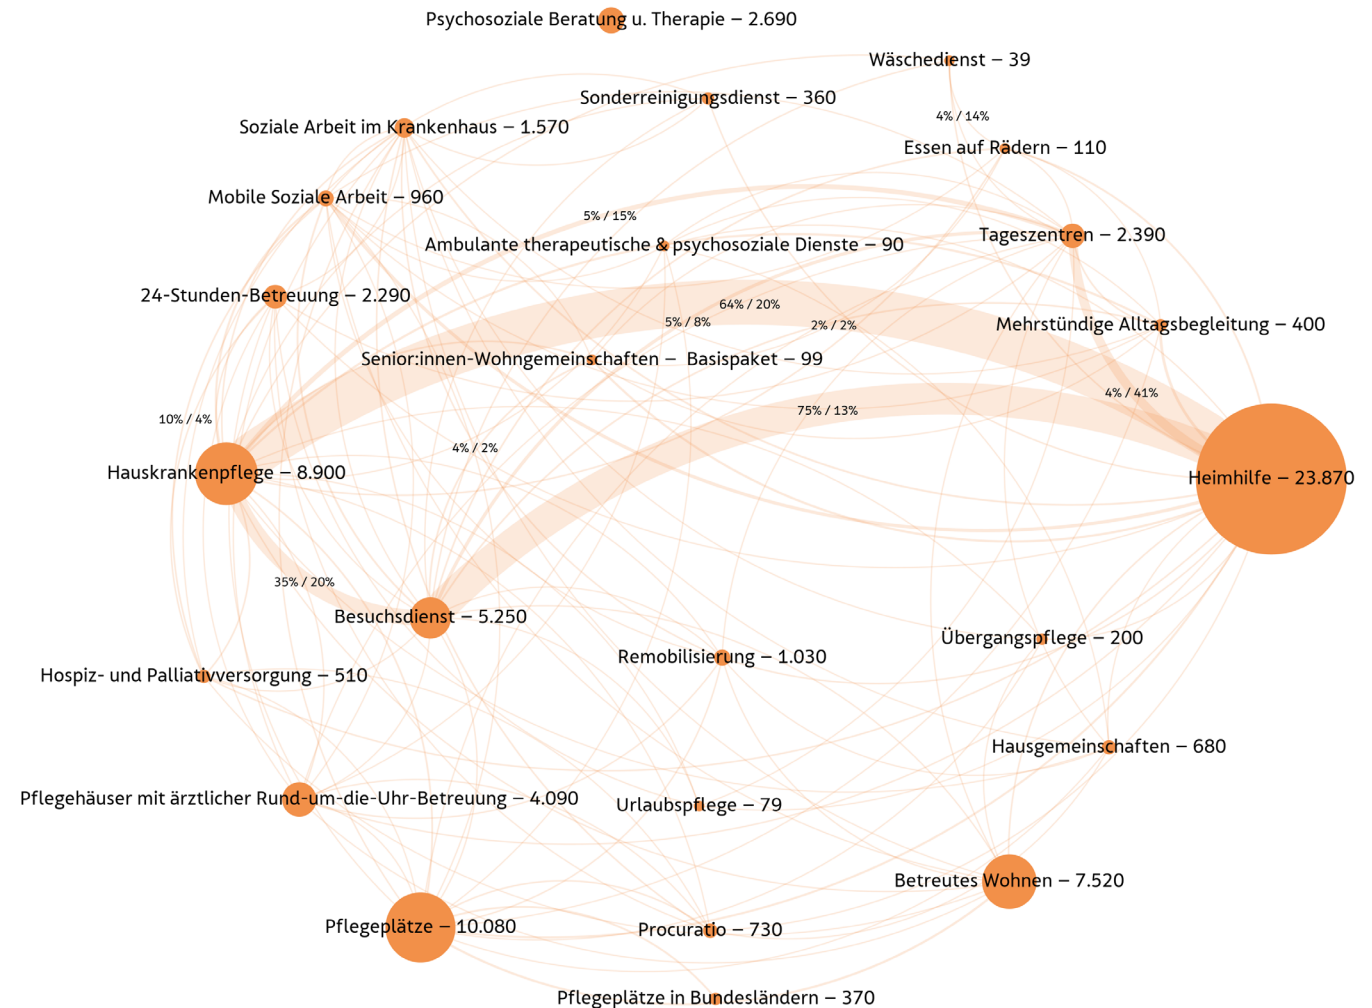 Psychosoziale Beratung u. Therapie – 2.690
Wäschedienst – 39
Sonderreinigungsdienst – 360
4% / 14%
Soziale Arbeit im Krankenhaus – 1.570
Essen auf Rädern – 110
Mobile Soziale Arbeit – 960
5% / 15%
Tageszentren – 2.390
Ambulante therapeutische & psychosoziale Dienste – 90
24-Stunden-Betreuung – 2.290
64% / 20%
5% / 8%
2% / 2%
Mehrstündige Alltagsbegleitung – 400
Senior:innen-Wohngemeinschaften – Basispaket – 99
4% / 41%
75% / 13%
10% / 4%
4% / 2%
Hauskrankenpflege – 8.900
Heimhilfe – 23.870
35% / 20%
Besuchsdienst – 5.250
Übergangspflege – 200
Remobilisierung – 1.030
Hospiz- und Palliativversorgung – 510
Hausgemeinschaften – 680
Pflegehäuser mit ärztlicher Rund-um-die-Uhr-Betreuung – 4.090
Urlaubspflege – 79
Betreutes Wohnen – 7.520
Pflegeplätze – 10.080
Procuratio – 730
Pflegeplätze in Bundesländern – 370